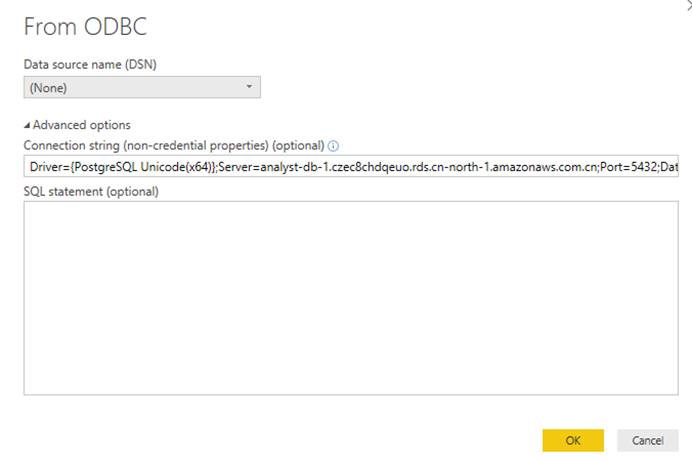 From ODBC
Data source name (DSN)
(None)
Advanced options
Connection string (non-credential properties) (optional)
Driver={PostgreSQL Unicode(x64)};Server=analyst-db-1.czec8chdqeuo.rds.cn-north-1.amazonaws.com.cn;Port=5432;Dat
SQL statement (optional)
OK Cancel